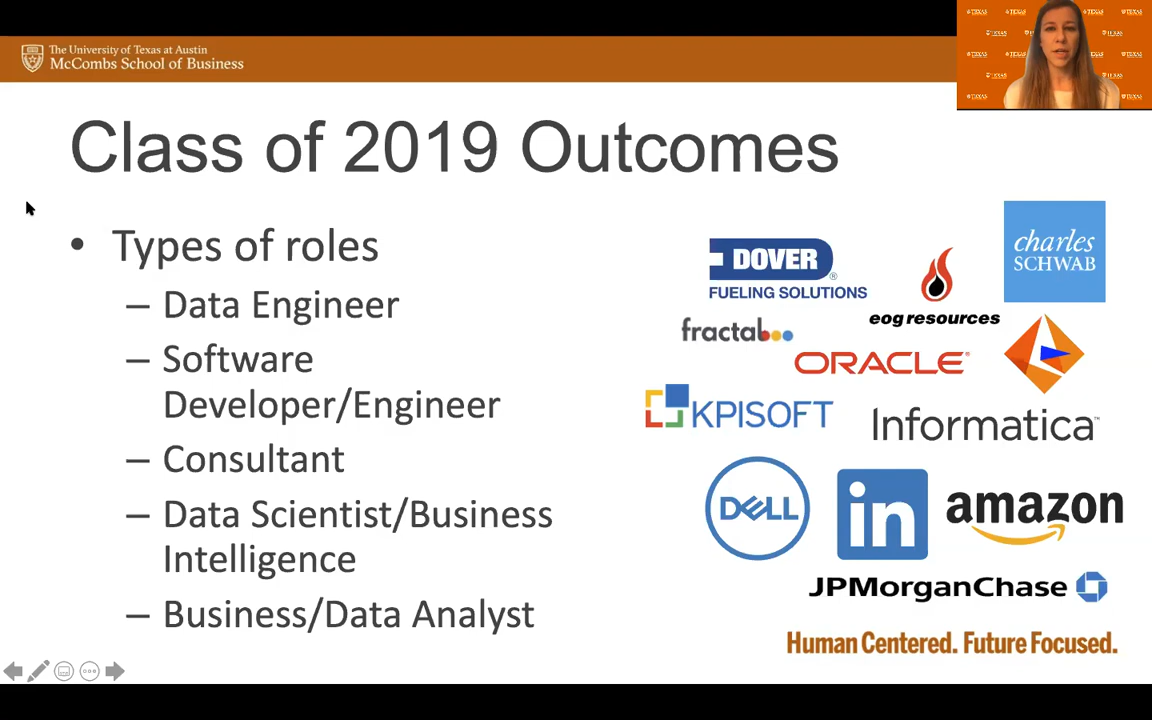 The University of Texas at Austin
McCombs School of Business
Class of 2019 Outcomes
• Types of roles
– Data Engineer
– Software
Developer/Engineer
– Consultant
– Data Scientist/Business
Intelligence
– Business/Data Analyst
DOVER
FUELING SOLUTIONS
eog resources
charles
SCHWAB
fractal
ORACLE
KPISOFT
Informatica
DELL
in
amazon
JPMorganChase
Human Centered. Future Focused.
TEXAS